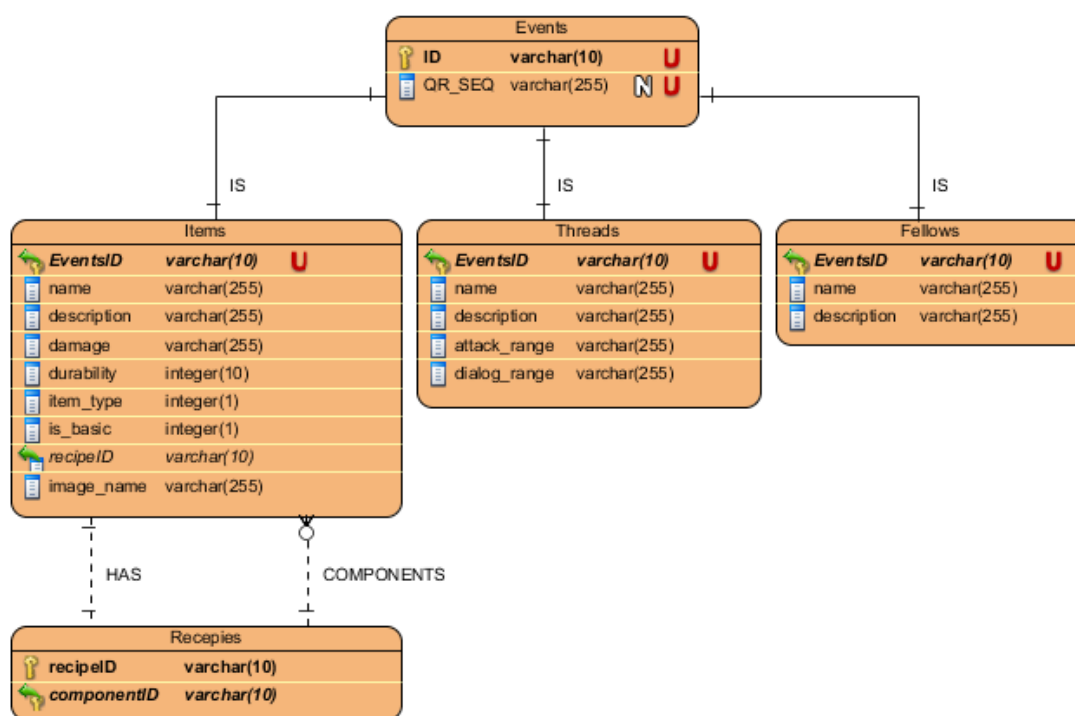 Events
ID varchar(10) U
QR_SEQ varchar(255) N U
IS
IS
IS
Items
EventsID varchar(10) U
name varchar(255)
description varchar(255)
damage varchar(255)
durability integer(10)
item_type integer(1)
is_basic integer(1)
recipeID varchar(10)
image_name varchar(255)
Threads
EventsID varchar(10) U
name varchar(255)
description varchar(255)
attack_range varchar(255)
dialog_range varchar(255)
Fellows
EventsID varchar(10) U
name varchar(255)
description varchar(255)
HAS
COMPONENTS
Recepies
recipeID varchar(10)
componentID varchar(10)